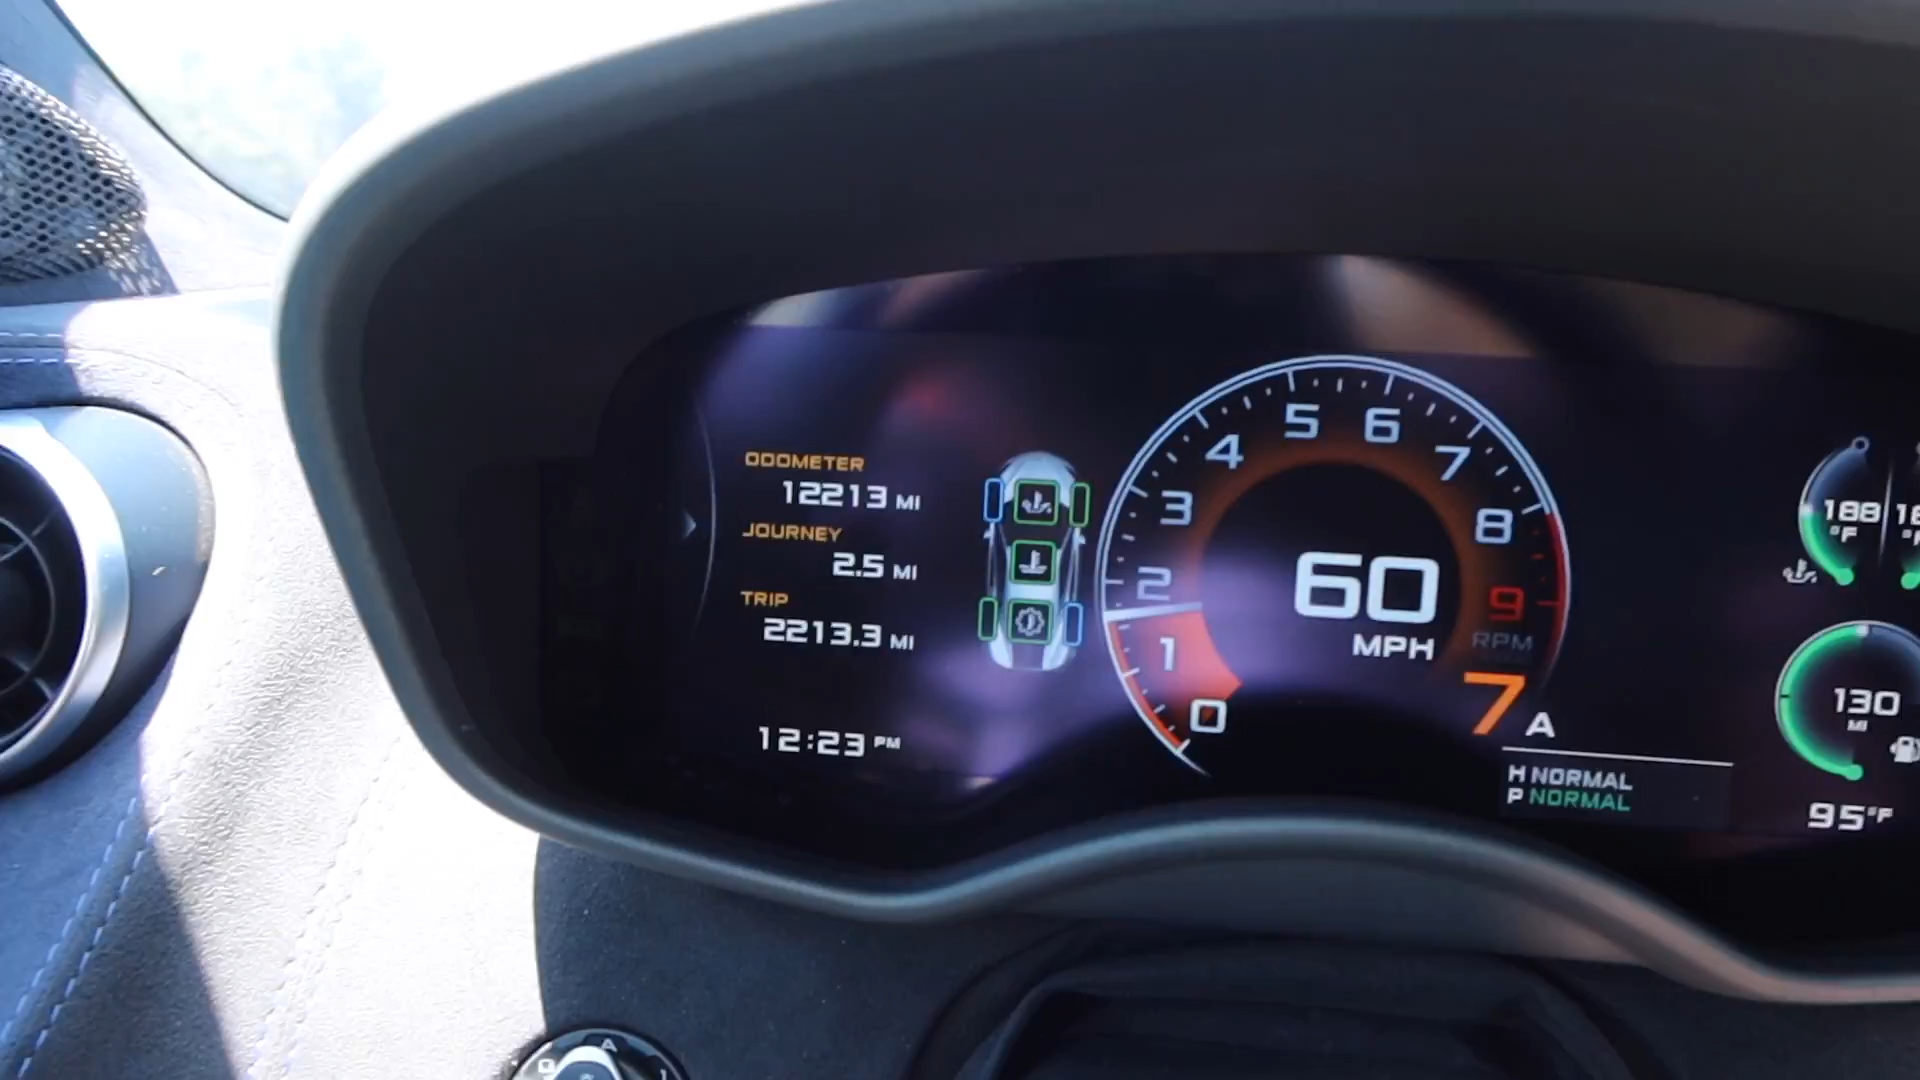 ODOMETER
12213 MI
JOURNEY
2.5 MI
TRIP
2213.3 MI
12:23 PM
0
1
2
3
4
5
6
7
8
9
RPM
60
MPH
7 A
H NORMAL
P NORMAL
188
°F
130
MI
95°F
A